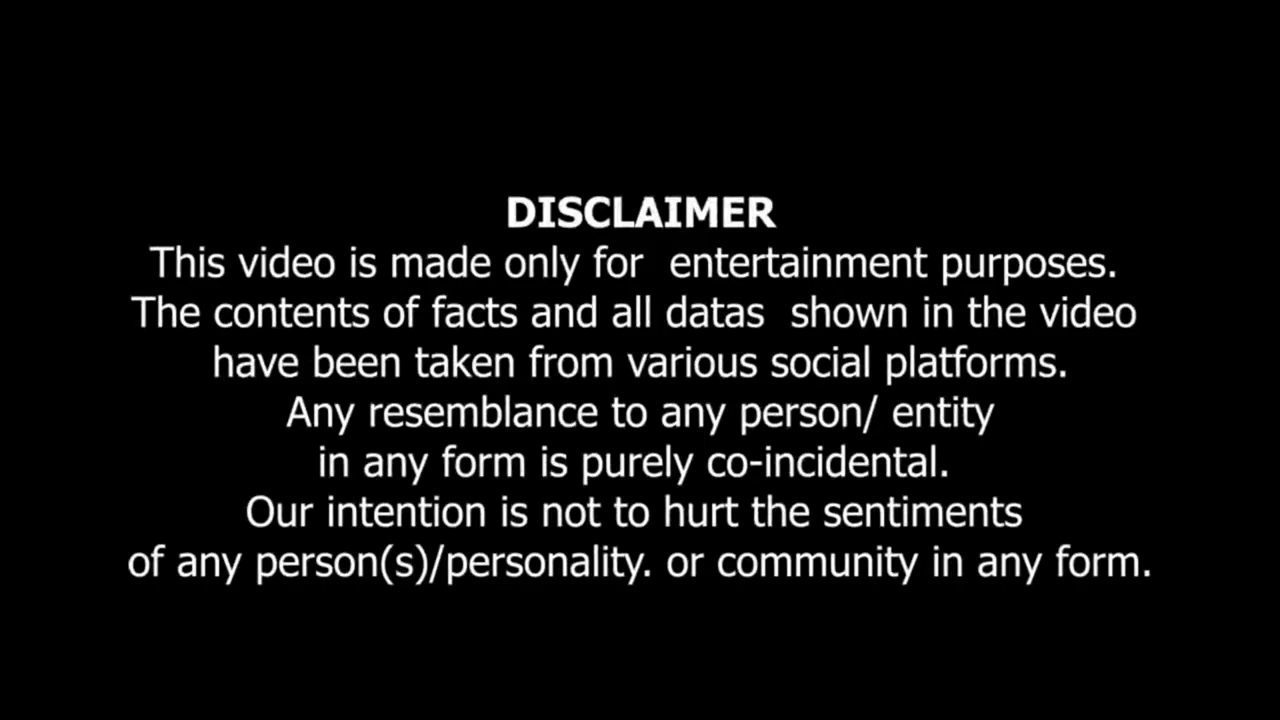 DISCLAIMER
This video is made only for  entertainment purposes.
The contents of facts and all datas  shown in the video
have been taken from various social platforms.
Any resemblance to any person/ entity
in any form is purely co-incidental.
Our intention is not to hurt the sentiments
of any person(s)/personality. or community in any form.